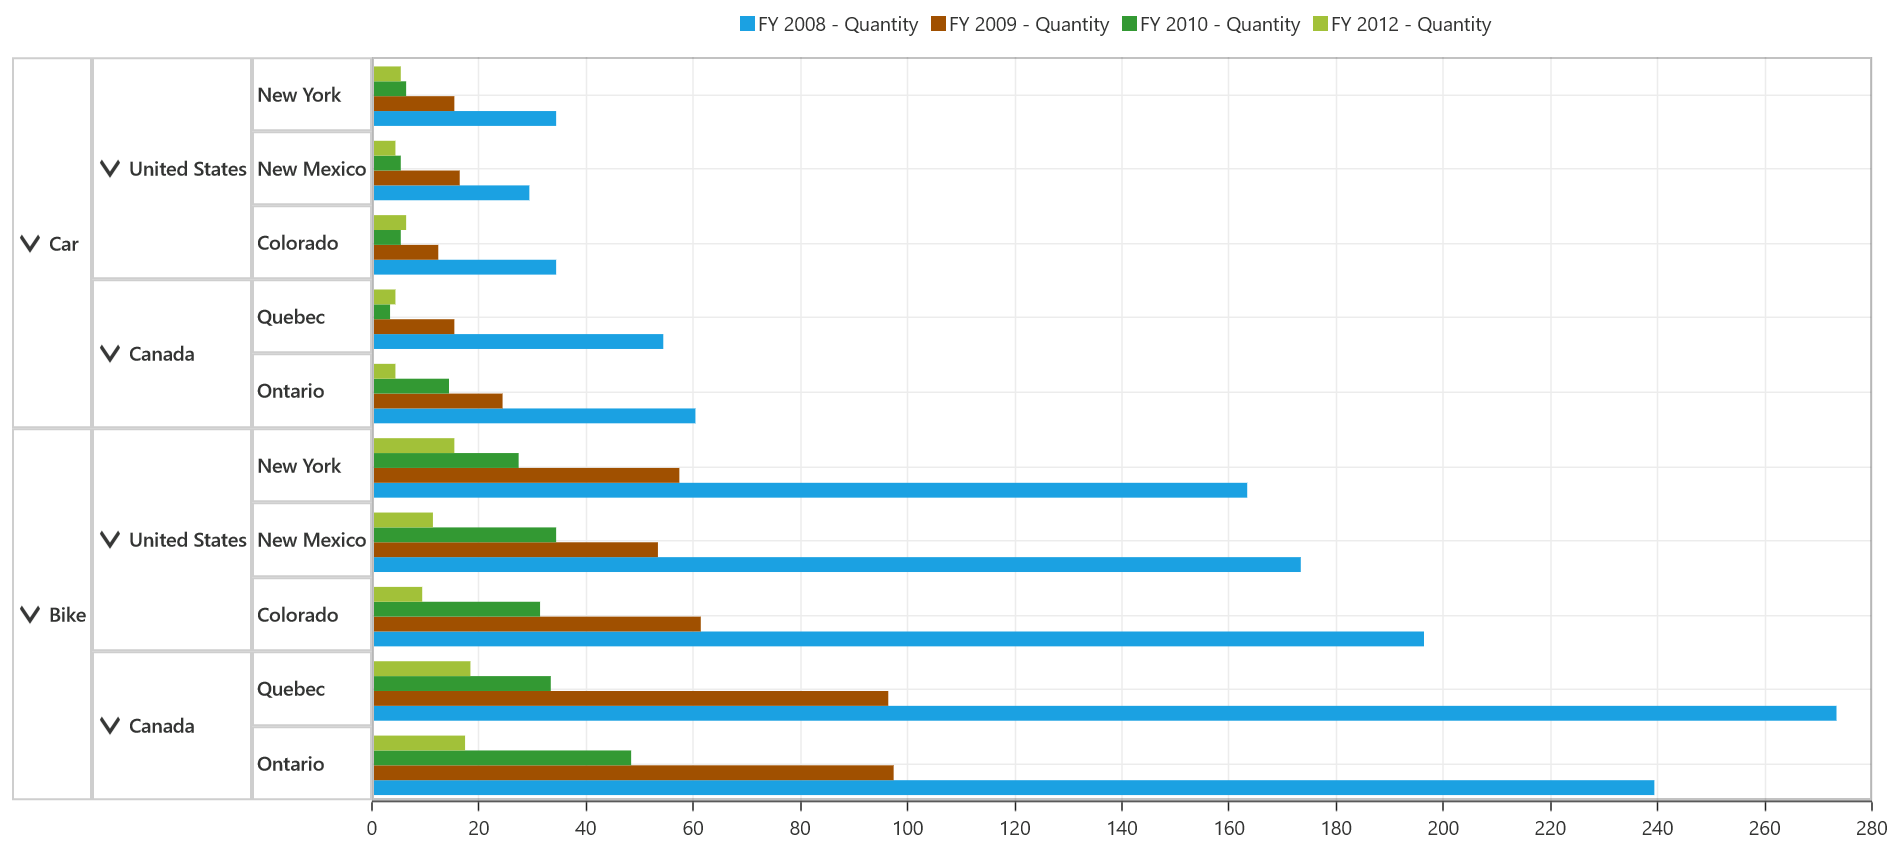 FY 2008 - Quantity FY 2009 - Quantity FY 2010 - Quantity FY 2012 - Quantity
Car
United States
New York
New Mexico
Colorado
Canada
Quebec
Ontario
Bike
United States
New York
New Mexico
Colorado
Canada
Quebec
Ontario
0 20 40 60 80 100 120 140 160 180 200 220 240 260 280